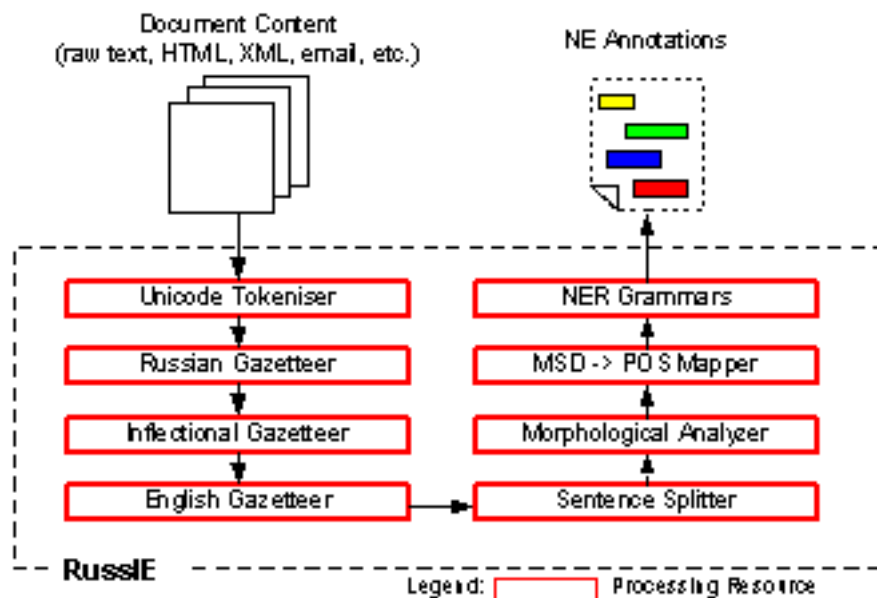 Document Content
(raw text, HTML, XML, email, etc.)
NE Annotations
Unicode Tokeniser
Russian Gazetteer
Inflectional Gazetteer
English Gazetteer
NER Grammars
MSD -> POS Mapper
Morphological Analyzer
Sentence Splitter
RussIE
Legend: Processing Resource